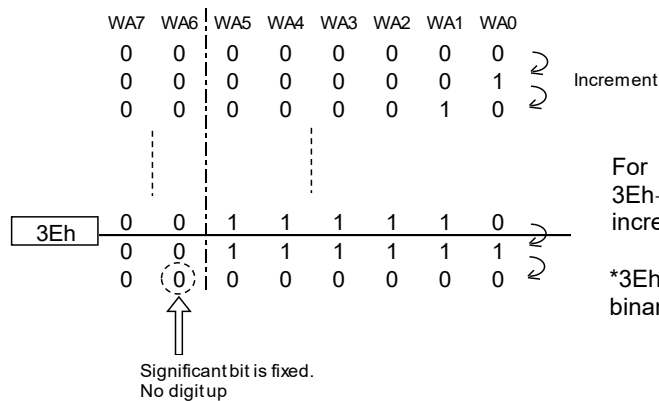 WA7 WA6 WA5 WA4 WA3 WA2 WA1 WA0
0 0 0 0 0 0 0 0
0 0 0 0 0 0 0 1
0 0 0 0 0 0 1 0
Increment
For
3Eh-
incre
3Eh 0 0 1 1 1 1 1 0
0 0 1 1 1 1 1 1
0 0 0 0 0 0 0 0
*3Eh
binar
Significant bit is fixed.
No digit up